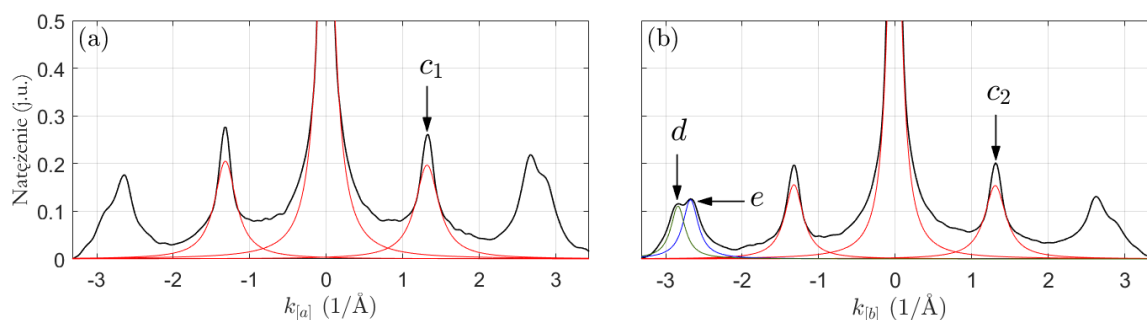 (a)
(b)
Natężenie (j.u.)
0.5
0.4
0.3
0.2
0.1
0
-3 -2 -1 0 1 2 3
k[a] (1/Å)
c1
-3 -2 -1 0 1 2 3
k[b] (1/Å)
d
e
c2